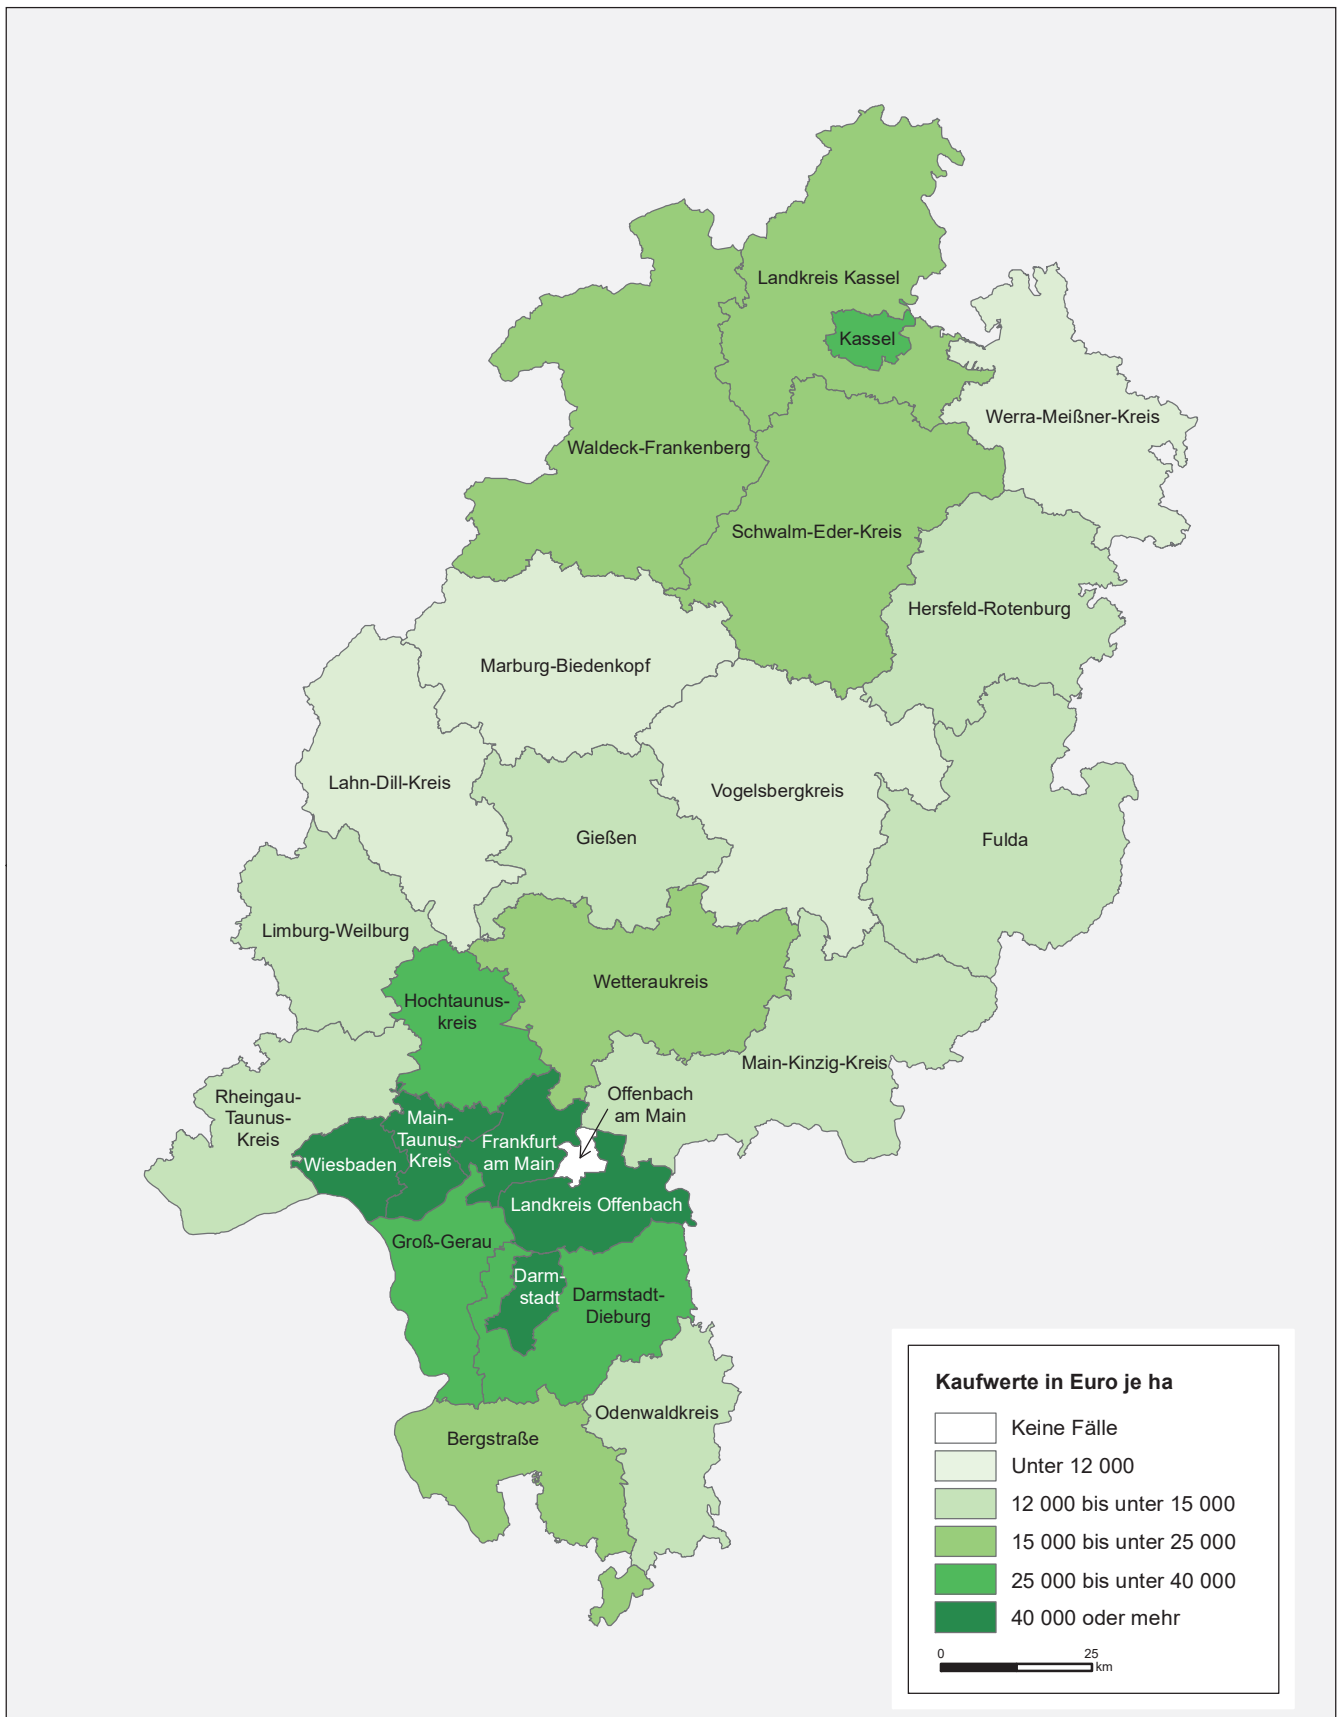 Landkreis Kassel
Kassel
Werra-Meißner-Kreis
Waldeck-Frankenberg
Schwalm-Eder-Kreis
Hersfeld-Rotenburg
Marburg-Biedenkopf
Lahn-Dill-Kreis
Vogelsbergkreis
Gießen
Fulda
Limburg-Weilburg
Wetteraukreis
Hochtaunus-
kreis
Main-Kinzig-Kreis
Rheingau-
Taunus-
Kreis
Offenbach
am Main
Main-
Taunus-
Kreis
Frankfurt
am Main
Wiesbaden
Landkreis Offenbach
Groß-Gerau
Darm-
stadt
Darmstadt-
Dieburg
Odenwaldkreis
Bergstraße
Kaufwerte in Euro je ha
Keine Fälle
Unter 12 000
12 000 bis unter 15 000
15 000 bis unter 25 000
25 000 bis unter 40 000
40 000 oder mehr
0 25
km